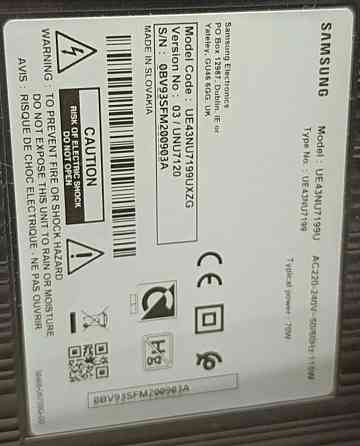 SAMSUNG
Model : UE43NU7199U
Type No. : UE43NU7199
AC220-240V~ 50/60Hz 110W
Typical power : 70W
Samsung Electronics
PO Box 12987, Dublin. IE or
Yateley, GU46 6GG. UK
Model Code : UE43NU7199UXZG
Version No : 03 / UNU7120
S/N : 0BV93SFM200903A
MADE IN SLOVAKIA
CAUTION
RISK OF ELECTRIC SHOCK
DO NOT OPEN
WARNING : TO PREVENT FIRE OR SHOCK HAZARD
DO NOT EXPOSE THIS UNIT TO RAIN OR MOISTURE
AVIS : RISQUE DE CHOC ELECTRIQUE - NE PAS OUVRIR
CE
0BV93SFM200903A